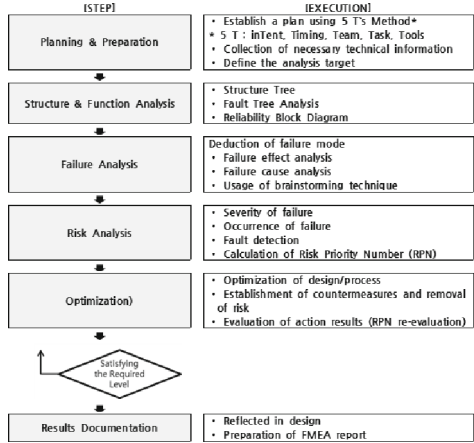 [STEP]
[EXECUTION]
Planning & Preparation
• Establish a plan using 5 T's Method*
* 5 T : inTent, Timing, Team, Task, Tools
• Collection of necessary technical information
• Define the analysis target
Structure & Function Analysis
• Structure Tree
• Fault Tree Analysis
• Reliability Block Diagram
Failure Analysis
Deduction of failure mode
• Failure effect analysis
• Failure cause analysis
• Usage of brainstorming technique
Risk Analysis
• Severity of failure
• Occurrence of failure
• Fault detection
• Calculation of Risk Priority Number (RPN)
Optimization)
• Optimization of design/process
• Establishment of countermeasures and removal
of risk
• Evaluation of action results (RPN re-evaluation)
Satisfying
the Required
Level
Results Documentation
• Reflected in design
• Preparation of FMEA report